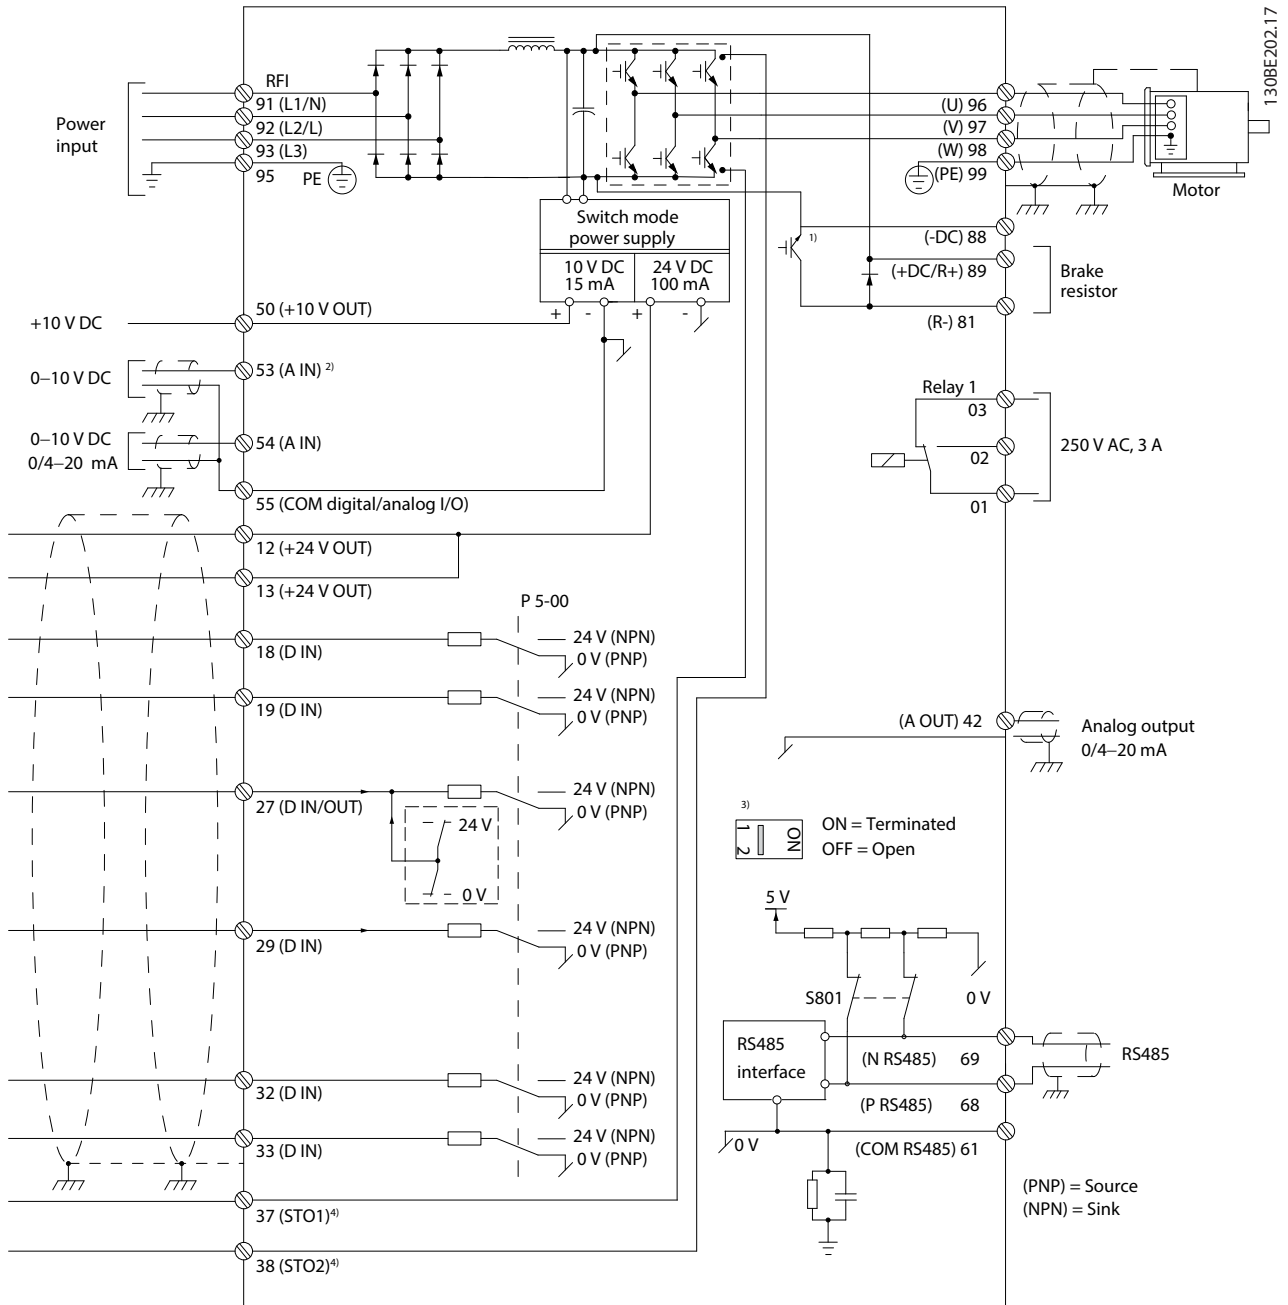 130BE202.17
RFI
91 (L1/N)
92 (L2/L)
93 (L3)
95
PE
Power
input
(U) 96
(V) 97
(W) 98
(PE) 99
Motor
Switch mode
power supply
10 V DC
15 mA
24 V DC
100 mA
+
-
+
-
1)
(-DC) 88
(+DC/R+) 89
(R-) 81
Brake
resistor
+10 V DC
50 (+10 V OUT)
0–10 V DC
53 (A IN) 2)
0–10 V DC
0/4–20 mA
54 (A IN)
55 (COM digital/analog I/O)
12 (+24 V OUT)
13 (+24 V OUT)
Relay 1
03
02
01
250 V AC, 3 A
P 5-00
18 (D IN)
24 V (NPN)
0 V (PNP)
19 (D IN)
24 V (NPN)
0 V (PNP)
27 (D IN/OUT)
24 V (NPN)
0 V (PNP)
24 V
0 V
29 (D IN)
24 V (NPN)
0 V (PNP)
32 (D IN)
24 V (NPN)
0 V (PNP)
33 (D IN)
24 V (NPN)
0 V (PNP)
37 (STO1)4)
38 (STO2)4)
(A OUT) 42
Analog output
0/4–20 mA
3)
1 2
ON
ON = Terminated
OFF = Open
5 V
S801
0 V
RS485
interface
(N RS485) 69
(P RS485) 68
RS485
0 V
(COM RS485) 61
(PNP) = Source
(NPN) = Sink